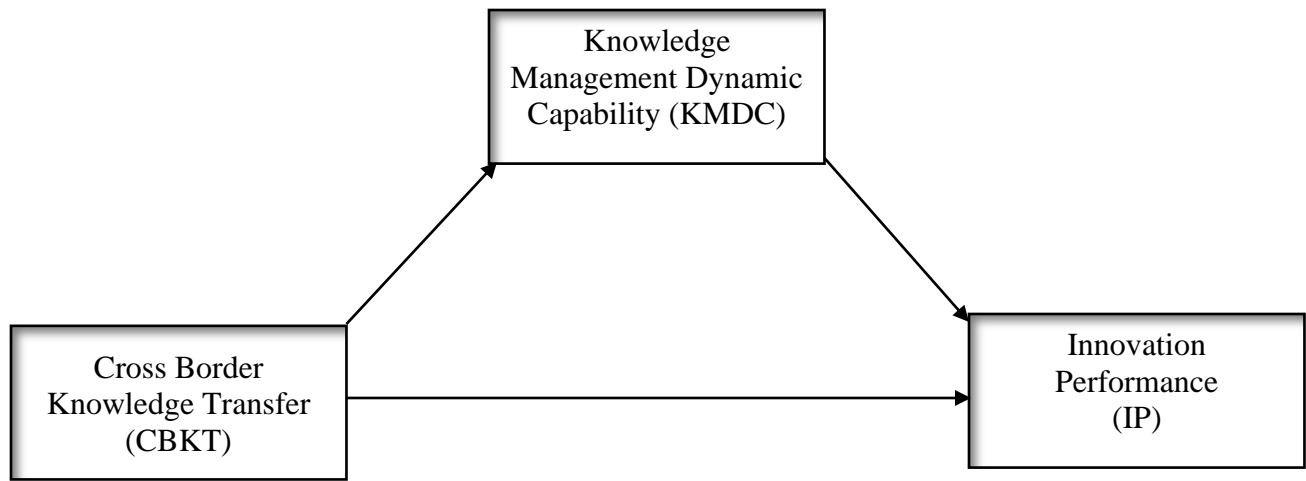 Knowledge
Management Dynamic
Capability (KMDC)
Cross Border
Knowledge Transfer
(CBKT)
Innovation
Performance
(IP)